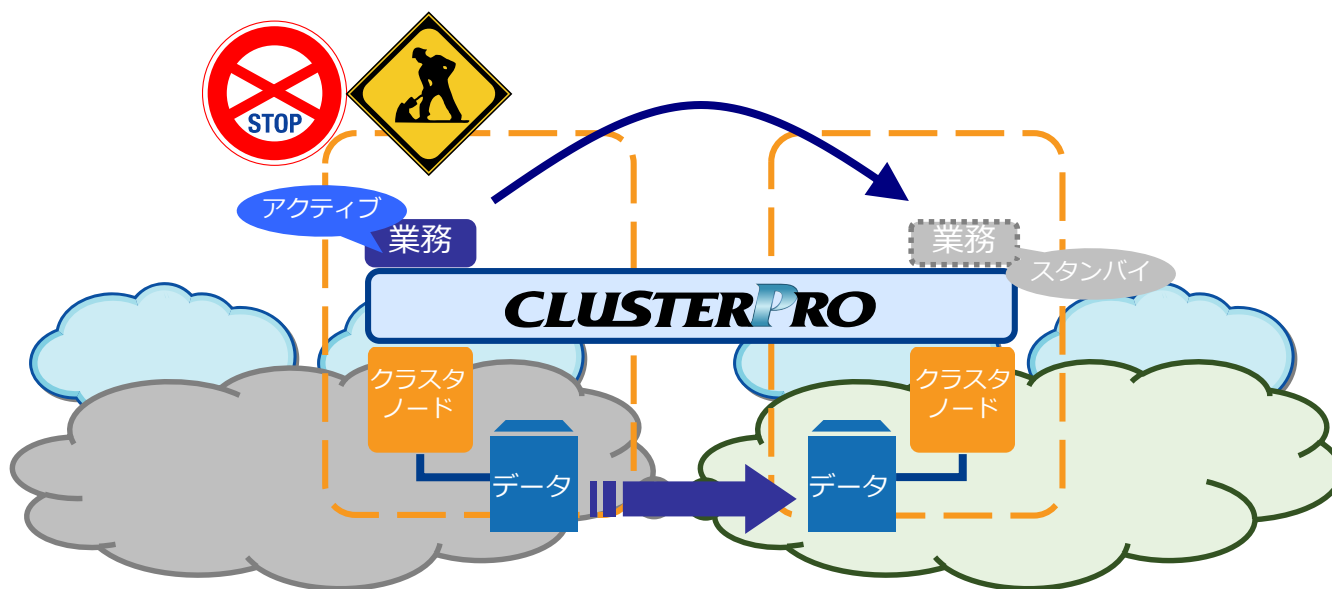 STOP
アクティブ
業務
業務
スタンバイ
CLUSTERPRO
クラスタ
ノード
クラスタ
ノード
データ
データ